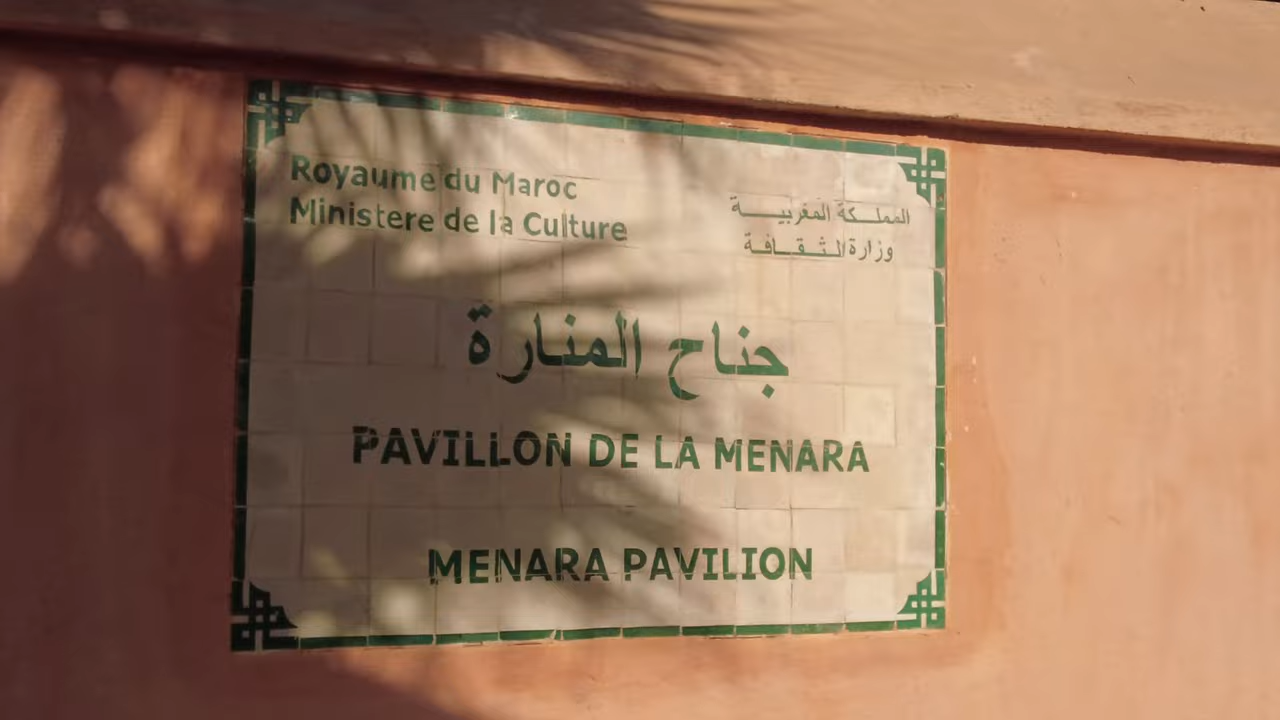 Royaume du Maroc
Ministere de la Culture
المملكة المغربية
وزارة الثقافة
جناح المنارة
PAVILLON DE LA MENARA
MENARA PAVILION